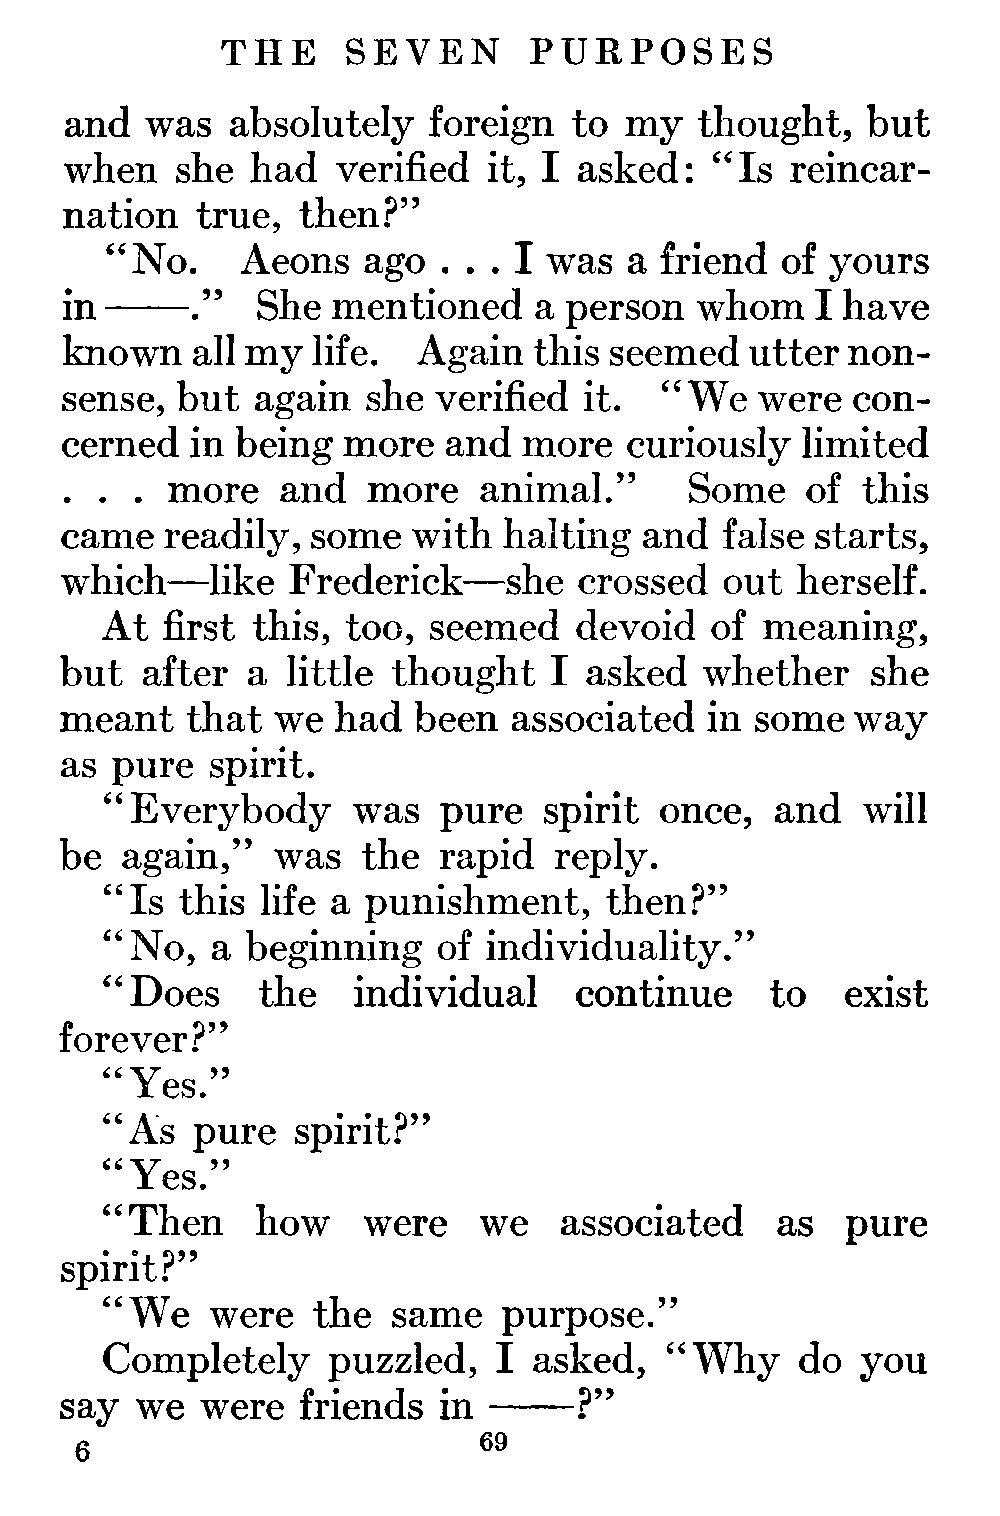 THE SEVEN PURPOSES
and was absolutely foreign to my thought, but
when she had verified it, I asked: “Is reincar-
nation true, then?”
“No. Aeons ago . . . I was a friend of yours
in ——.” She mentioned a person whom I have
known all my life. Again this seemed utter non-
sense, but again she verified it. “We were con-
cerned in being more and more curiously limited
. . . more and more animal.” Some of this
came readily, some with halting and false starts,
which—like Frederick—she crossed out herself.
At first this, too, seemed devoid of meaning,
but after a little thought I asked whether she
meant that we had been associated in some way
as pure spirit.
“Everybody was pure spirit once, and will
be again,” was the rapid reply.
“Is this life a punishment, then?”
“No, a beginning of individuality.”
“Does the individual continue to exist
forever?”
“Yes.”
“As pure spirit?”
“Yes.”
“Then how were we associated as pure
spirit?”
“We were the same purpose.”
Completely puzzled, I asked, “Why do you
say we were friends in ——?”
6 69